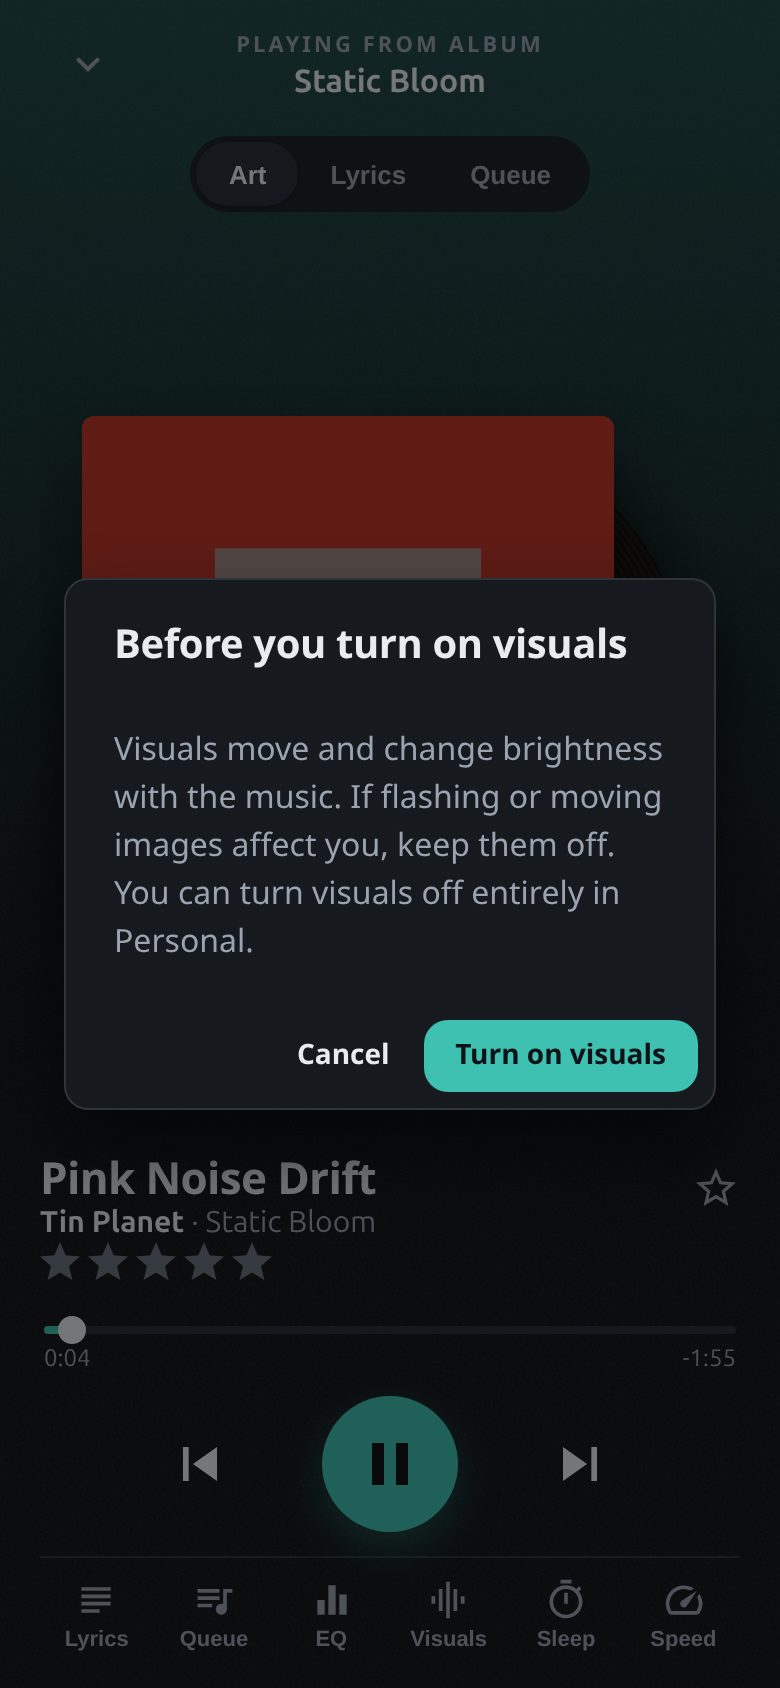 PLAYING FROM ALBUM
Static Bloom
Art Lyrics Queue
Before you turn on visuals
Visuals move and change brightness
with the music. If flashing or moving
images affect you, keep them off.
You can turn visuals off entirely in
Personal.
Cancel Turn on visuals
Pink Noise Drift
Tin Planet · Static Bloom
0:04 -1:55
Lyrics Queue EQ Visuals Sleep Speed